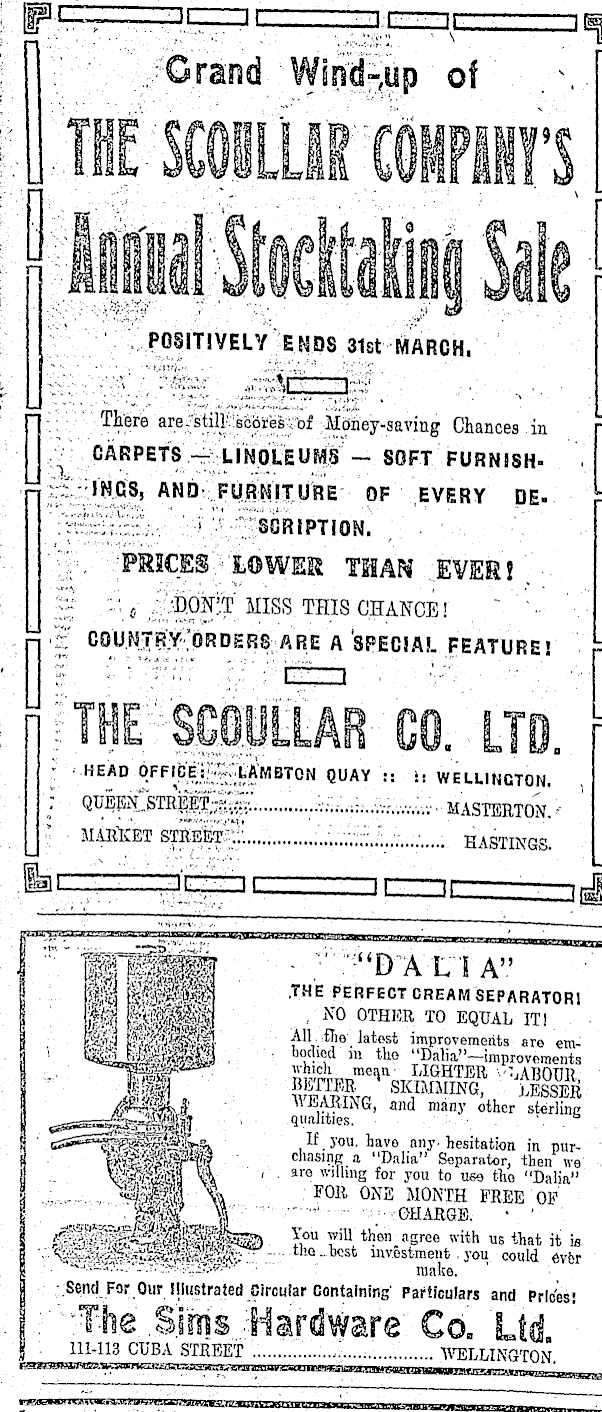 Grand Wind-up of
THE SCOULLAR COMPANY'S
Annual Stocktaking Sale
POSITIVELY ENDS 31st MARCH.
There are still scores of Money-saving Chances in
CARPETS — LINOLEUMS — SOFT FURNISH-
INGS, AND FURNITURE OF EVERY DE-
SCRIPTION.
PRICES LOWER THAN EVER!
DON'T MISS THIS CHANCE!
COUNTRY ORDERS ARE A SPECIAL FEATURE!
THE SCOULLAR CO. LTD.
HEAD OFFICE: LAMBTON QUAY :: :: WELLINGTON.
QUEEN STREET ........................................ MASTERTON.
MARKET STREET ........................................ HASTINGS.
"DALIA"
THE PERFECT CREAM SEPARATOR!
NO OTHER TO EQUAL IT!
All the latest improvements are em-
bodied in the "Dalia"—improvements
which mean LIGHTER LABOUR,
BETTER SKIMMING, LESSER
WEARING, and many other sterling
qualities.
If you have any hesitation in pur-
chasing a "Dalia" Separator, then we
are willing for you to use the "Dalia"
FOR ONE MONTH FREE OF
CHARGE.
You will then agree with us that it is
the best investment you could ever
make.
Send For Our Illustrated Circular Containing Particulars and Prices!
The Sims Hardware Co. Ltd.
111-113 CUBA STREET .................................. WELLINGTON.